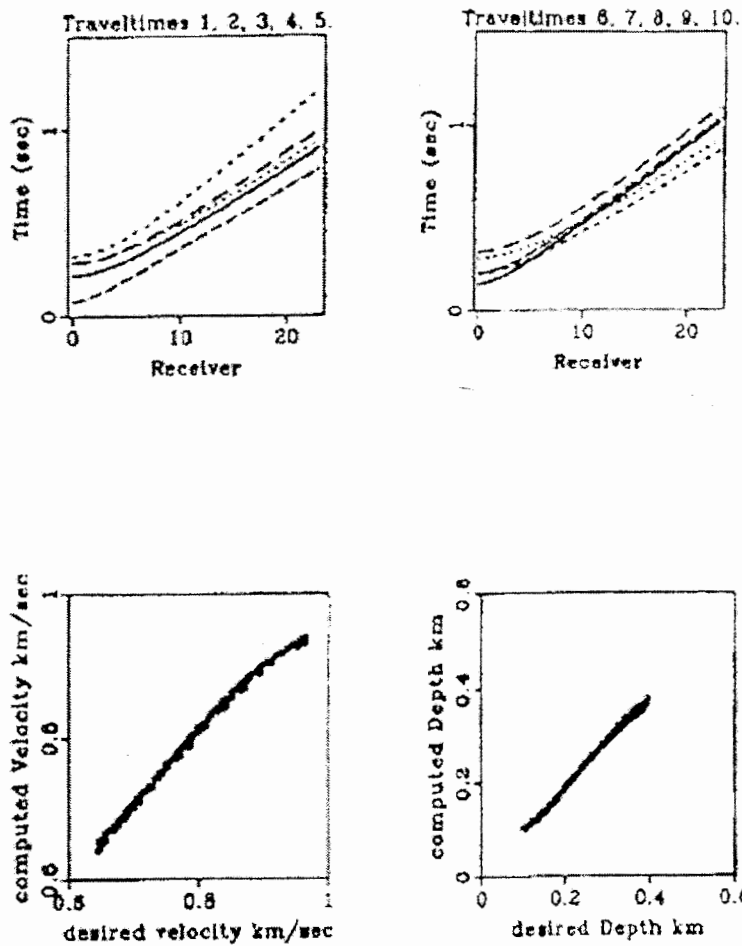 Traveltimes 1, 2, 3, 4, 5.
Time (sec)
1
0
0 10 20
Receiver
Traveltimes 6, 7, 8, 9, 10.
Time (sec)
1
0
0 10 20
Receiver
computed Velocity km/sec
1
0.8
0.6
0.6 0.8 1
desired velocity km/sec
computed Depth km
0.6
0.4
0.2
0
0 0.2 0.4 0.6
desired Depth km